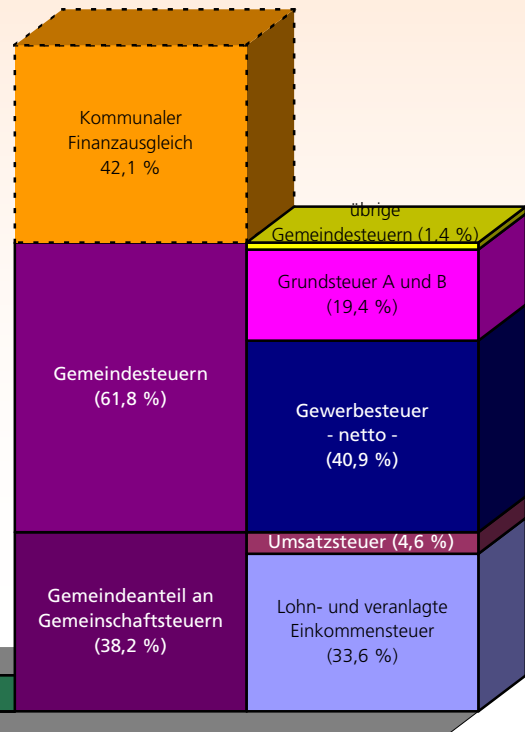 Kommunaler
Finanzausgleich
42,1 %
übrige
Gemeindesteuern (1,4 %)
Grundsteuer A und B
(19,4 %)
Gemeindesteuern
(61,8 %)
Gewerbesteuer
- netto -
(40,9 %)
Umsatzsteuer (4,6 %)
Gemeindeanteil an
Gemeinschaftsteuern
(38,2 %)
Lohn- und veranlagte
Einkommensteuer
(33,6 %)